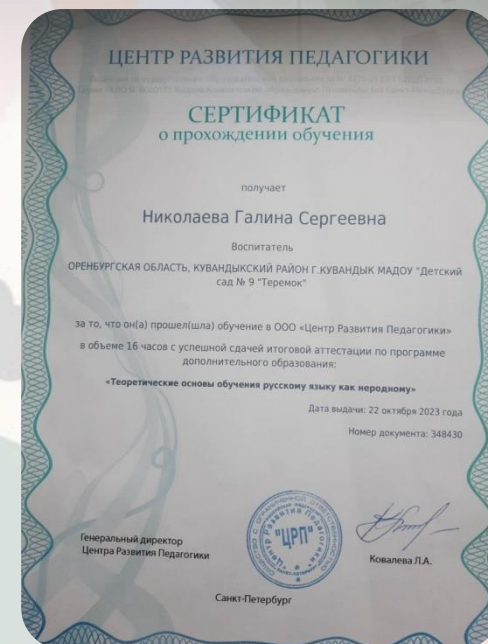 ЦЕНТР РАЗВИТИЯ ПЕДАГОГИКИ
СЕРТИФИКАТ
о прохождении обучения
получает
Николаева Галина Сергеевна
Воспитатель
ОРЕНБУРГСКАЯ ОБЛАСТЬ, КУВАНДЫКСКИЙ РАЙОН Г.КУВАНДЫК МАДОУ "Детский
сад № 9 "Теремок"
за то, что он(а) прошел(шла) обучение в ООО «Центр Развития Педагогики»
в объеме 16 часов с успешной сдачей итоговой аттестации по программе
дополнительного образования:
«Теоретические основы обучения русскому языку как неродному»
Дата выдачи: 22 октября 2023 года
Номер документа: 348430
Генеральный директор
Центра Развития Педагогики
"ЦРП"
Центр Развития Педагогики
Ковалева Л.А.
Санкт-Петербург